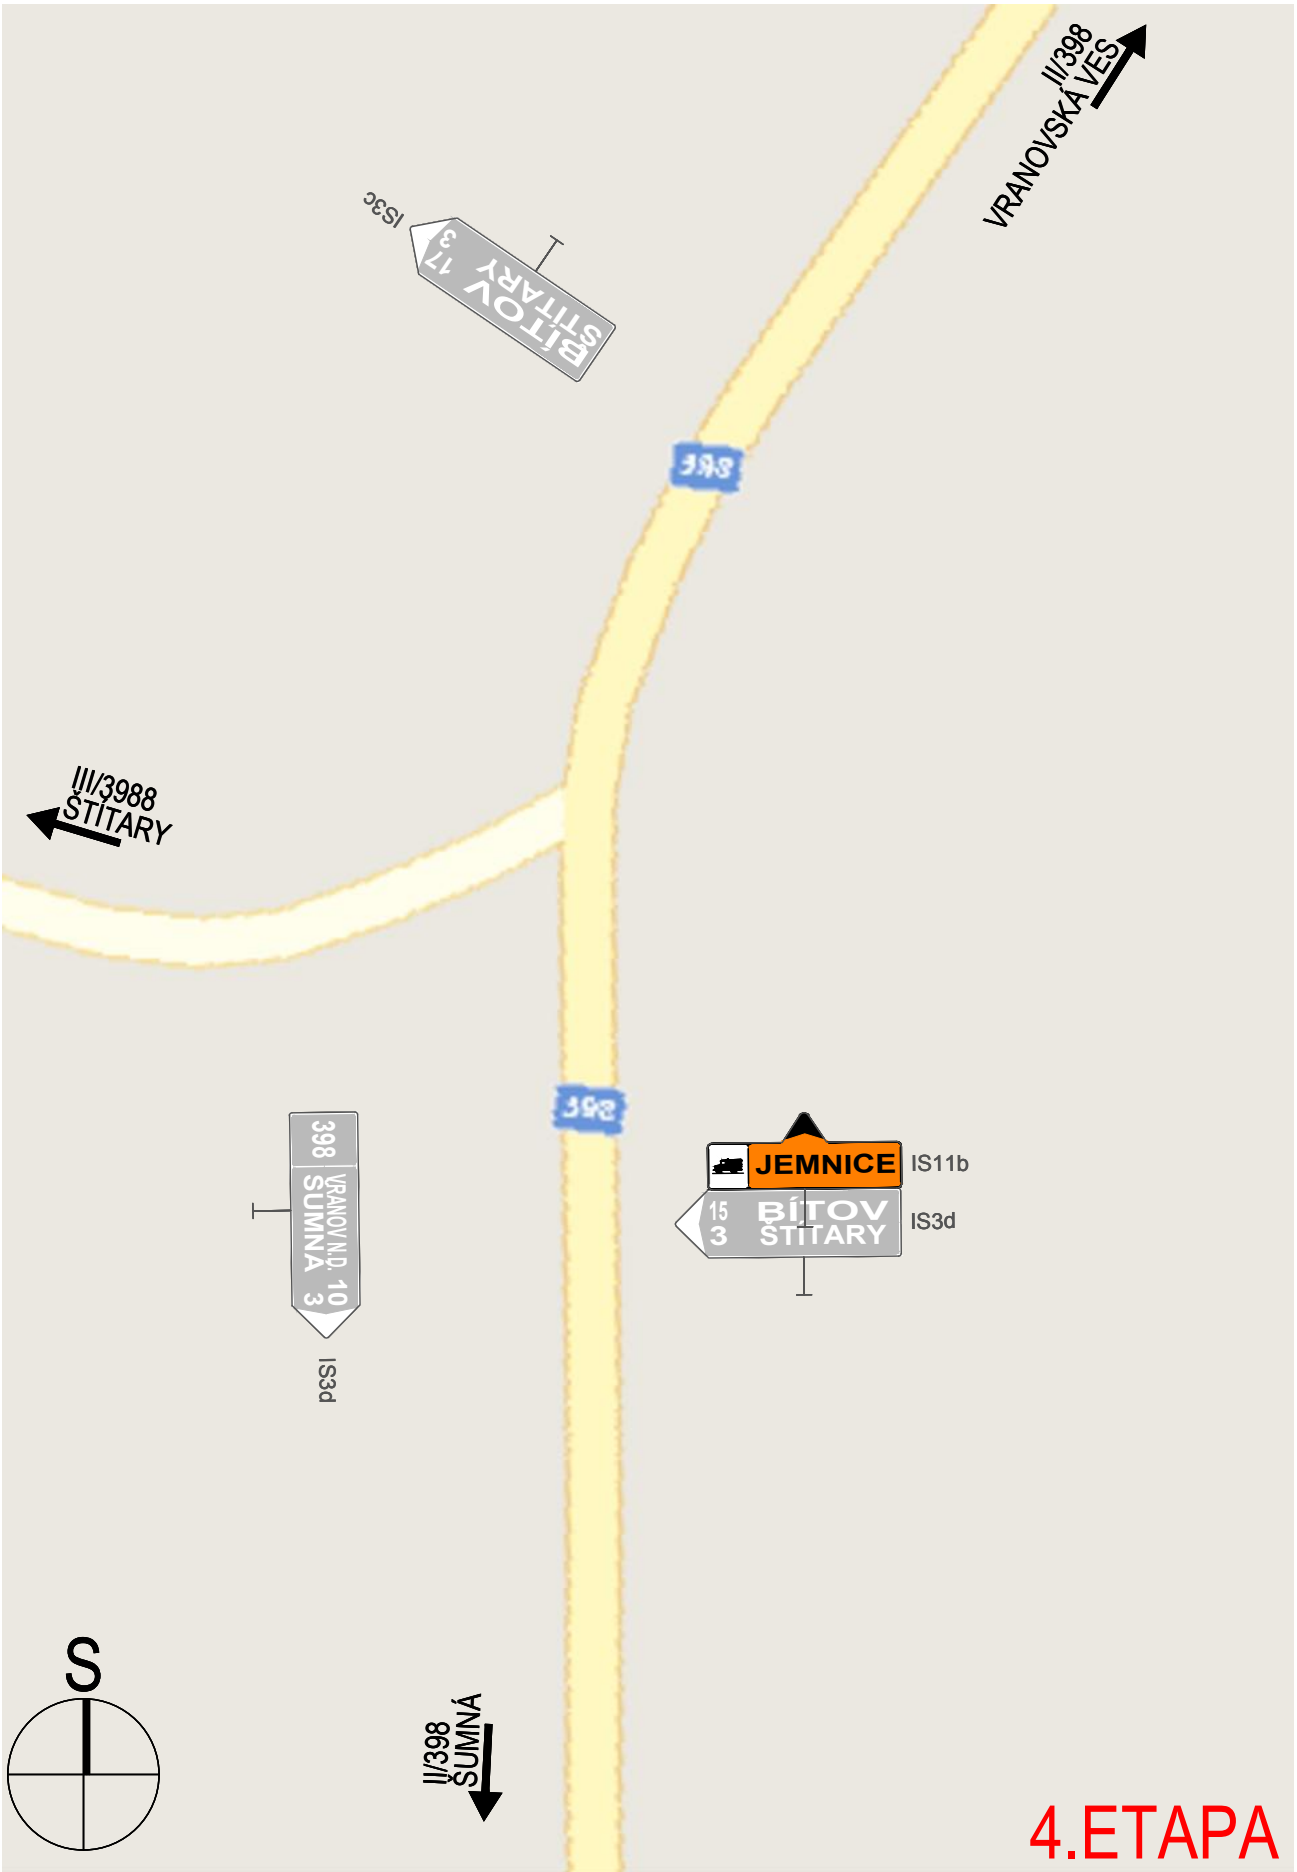 II/398
VRANOVSKÁ VES
IS3c
BÍTOV 17
ŠTÍTARY 3
398
III/3988
ŠTÍTARY
398
398 VRANOV N.D. 10
ŠUMNÁ 3
IS3d
JEMNICE IS11b
15 BÍTOV
3 ŠTÍTARY
IS3d
S
II/398
ŠUMNÁ
4.ETAPA